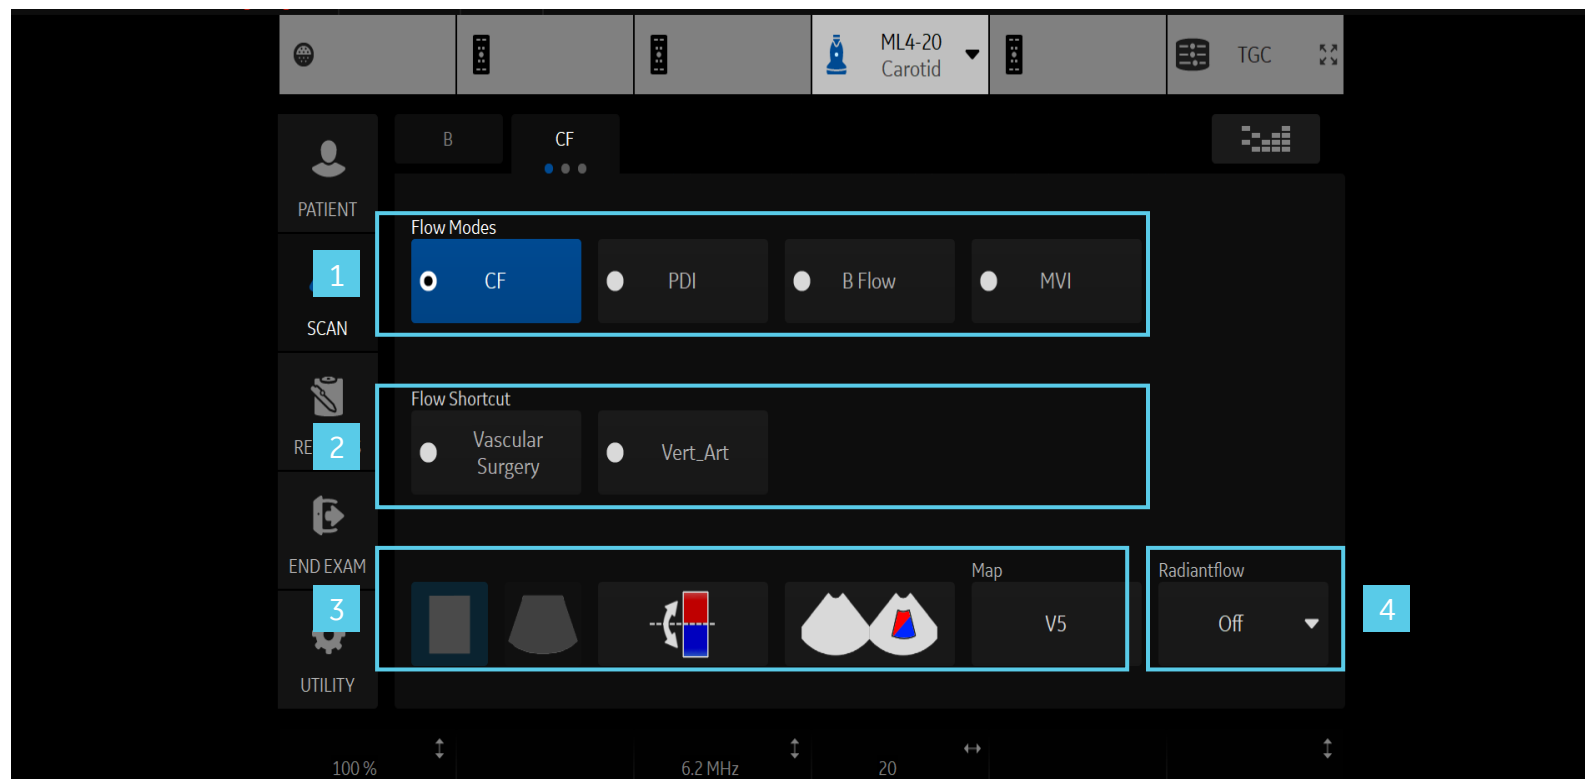 ML4-20
Carotid
TGC
B
CF
PATIENT
Flow Modes
1
CF
PDI
B Flow
MVI
SCAN
Flow Shortcut
2
Vascular
Surgery
Vert_Art
END EXAM
Map
Radiantflow
3
V5
Off
4
UTILITY
100 %
6.2 MHz
20